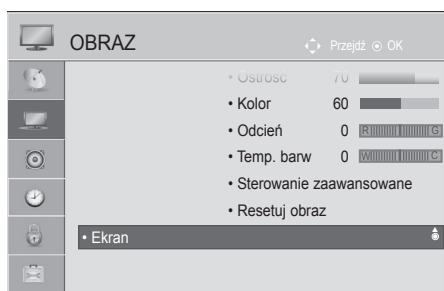 OBRAZ
Przejdź OK
• Ostrość 70
• Kolor 60
• Odcień 0 R G
• Temp. barw 0 W C
• Sterowanie zaawansowane
• Resetuj obraz
• Ekran